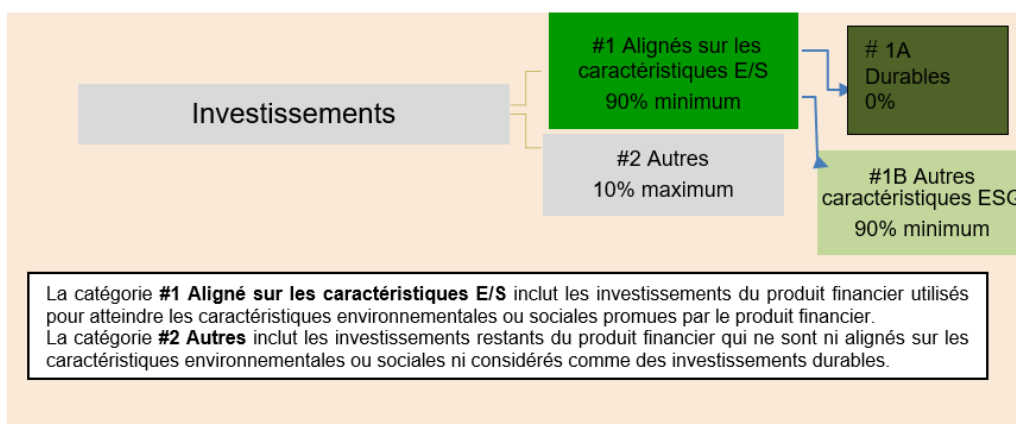 Investissements
#1 Alignés sur les
caractéristiques E/S
90% minimum
#2 Autres
10% maximum
# 1A
Durables
0%
#1B Autres
caractéristiques ESG
90% minimum
La catégorie #1 Aligné sur les caractéristiques E/S inclut les investissements du produit financier utilisés
pour atteindre les caractéristiques environnementales ou sociales promues par le produit financier.
La catégorie #2 Autres inclut les investissements restants du produit financier qui ne sont ni alignés sur les
caractéristiques environnementales ou sociales ni considérés comme des investissements durables.